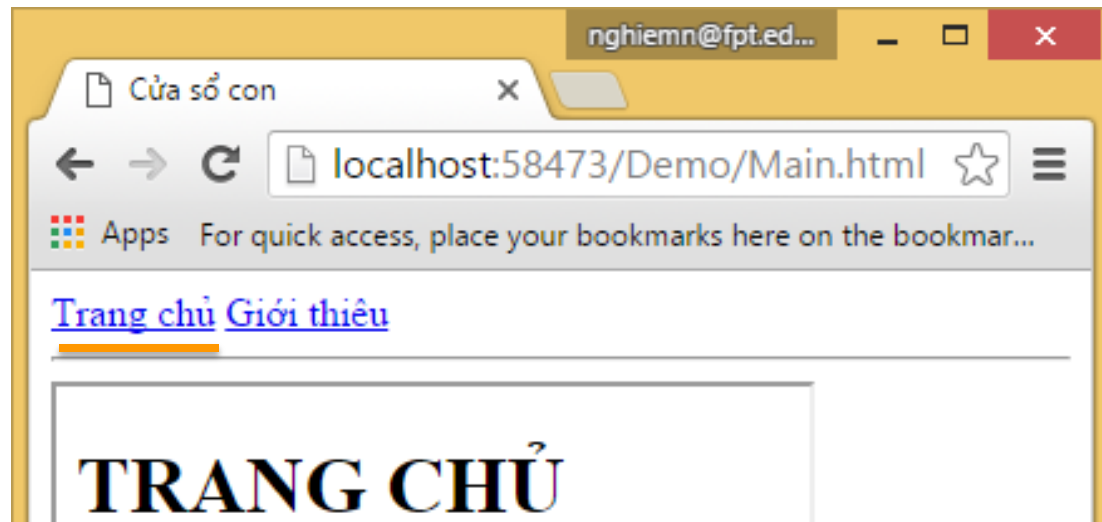 nghiemn@fpt.ed...
Cửa sổ con
localhost:58473/Demo/Main.html
Apps For quick access, place your bookmarks here on the bookmar...
Trang chủ Giới thiêu
TRANG CHỦ